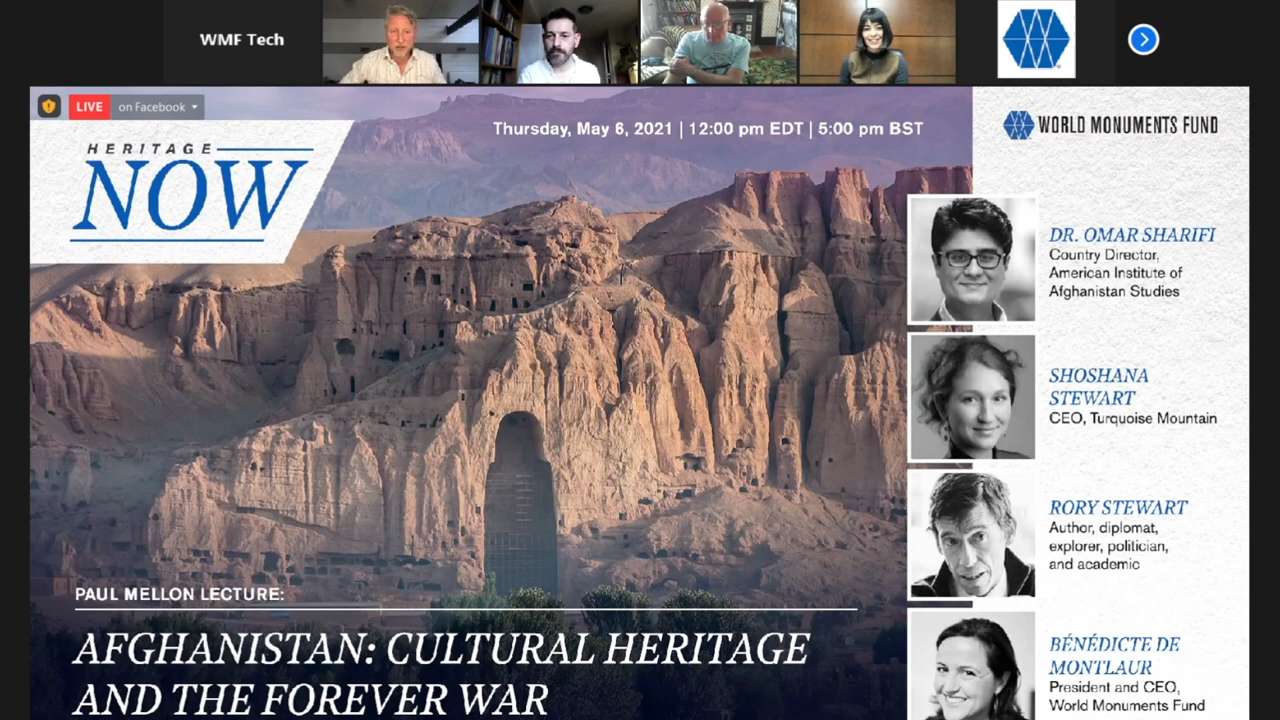 WMF Tech
LIVE on Facebook
HERITAGE
NOW
Thursday, May 6, 2021 | 12:00 pm EDT | 5:00 pm BST
WORLD MONUMENTS FUND
DR. OMAR SHARIFI
Country Director,
American Institute of
Afghanistan Studies
SHOSHANA
STEWART
CEO, Turquoise Mountain
RORY STEWART
Author, diplomat,
explorer, politician,
and academic
BÉNÉDICTE DE
MONTLAUR
President and CEO,
World Monuments Fund
PAUL MELLON LECTURE:
AFGHANISTAN: CULTURAL HERITAGE
AND THE FOREVER WAR